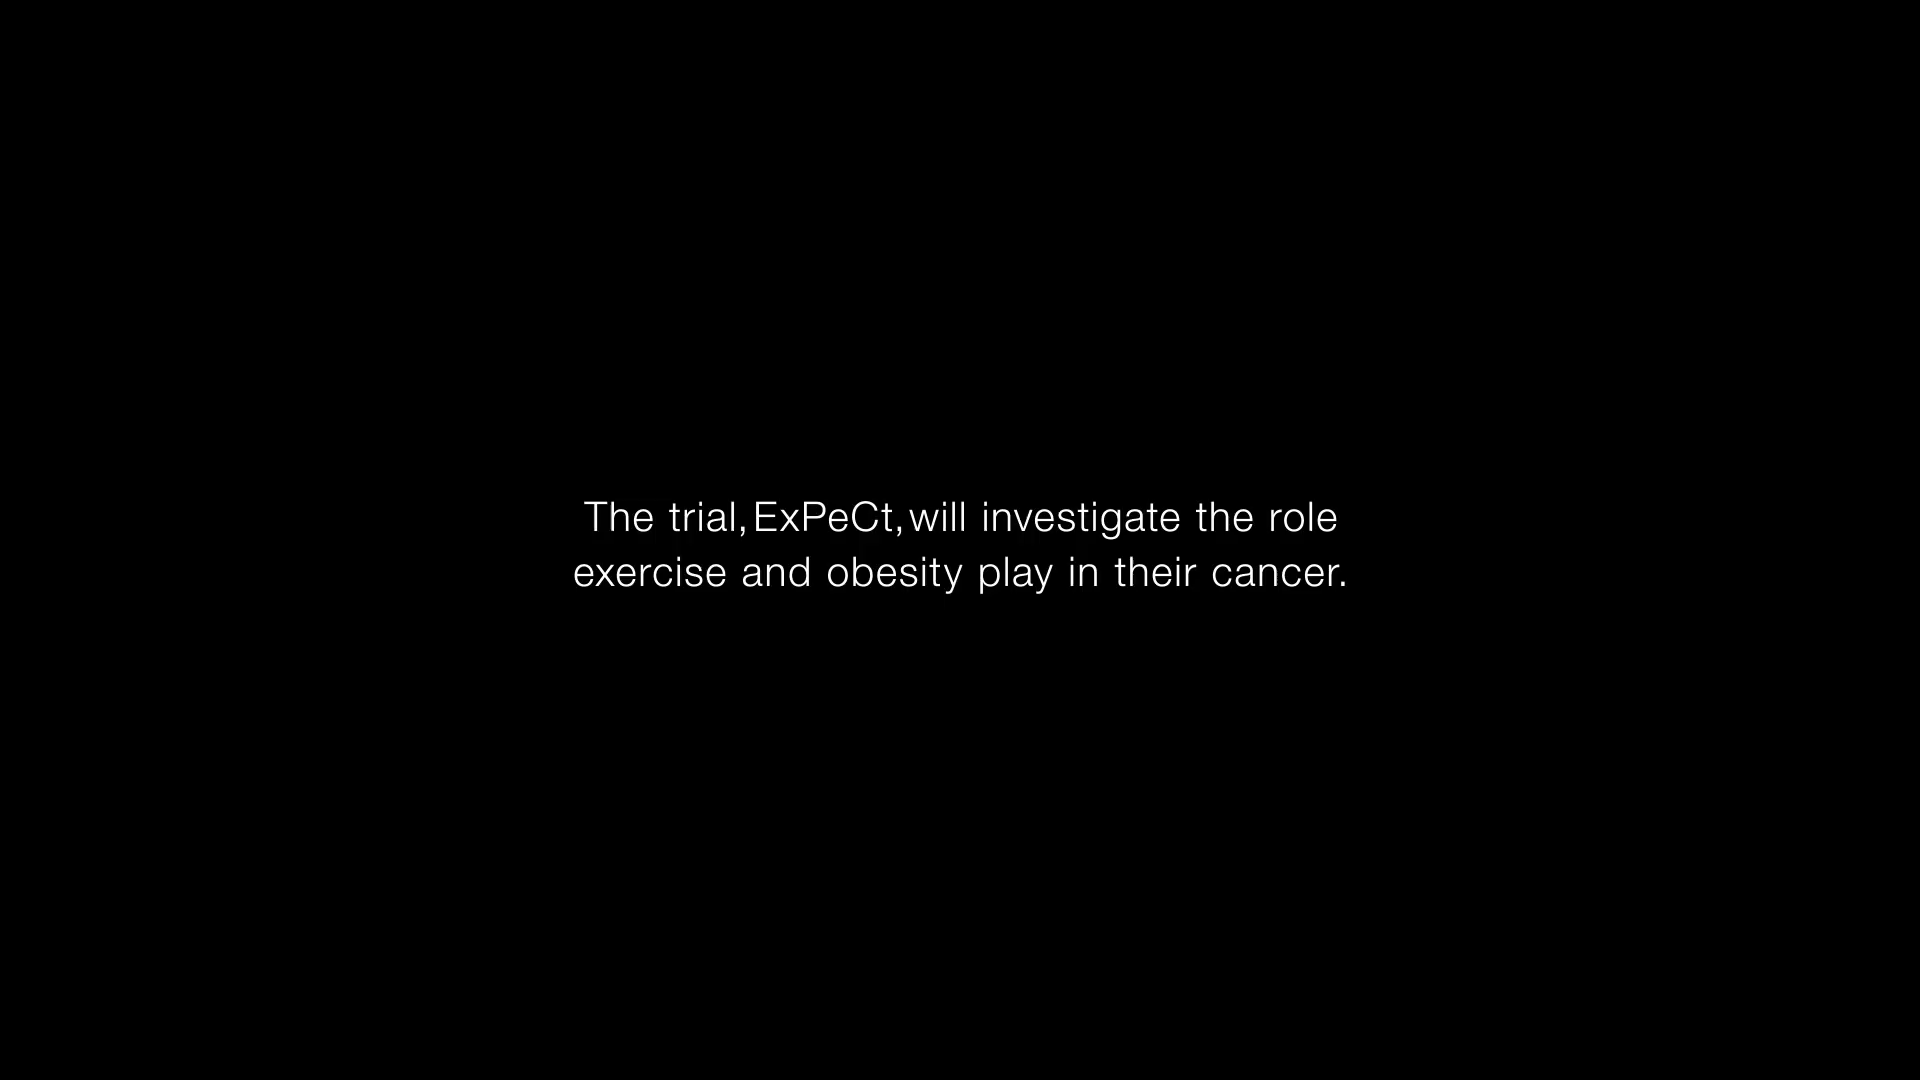 The trial, ExPeCt, will investigate the role
exercise and obesity play in their cancer.